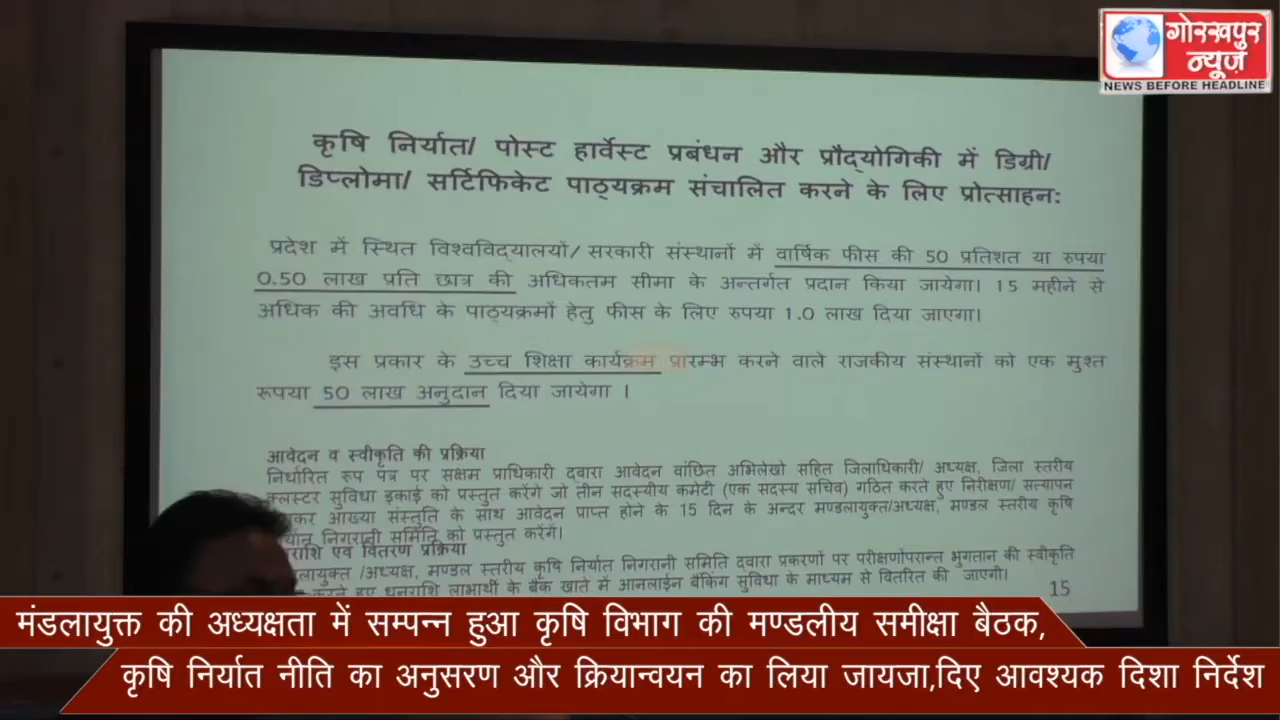 गोरखपुर
न्यूज़
NEWS BEFORE HEADLINE
कृषि निर्यात/ पोस्ट हार्वेस्ट प्रबंधन और प्रौद्योगिकी में डिग्री/
डिप्लोमा/ सर्टिफिकेट पाठ्यक्रम संचालित करने के लिए प्रोत्साहन:
प्रदेश में स्थित विश्वविद्यालयों/ सरकारी संस्थानों में वार्षिक फीस की 50 प्रतिशत या रुपया
0.50 लाख प्रति छात्र की अधिकतम सीमा के अन्तर्गत प्रदान किया जायेगा। 15 महीने से
अधिक की अवधि के पाठ्यक्रमों हेतु फीस के लिए रुपया 1.0 लाख दिया जाएगा।
इस प्रकार के उच्च शिक्षा कार्यक्रम प्रारम्भ करने वाले राजकीय संस्थानों को एक मुश्त
रूपया 50 लाख अनुदान दिया जायेगा ।
आवेदन व स्वीकृति की प्रक्रिया
निर्धारित रूप पत्र पर सक्षम प्राधिकारी द्वारा आवेदन वांछित अभिलेखो सहित जिलाधिकारी/ अध्यक्ष, जिला स्तरीय
क्लस्टर सुविधा इकाई को प्रस्तुत करेंगे जो तीन सदस्यीय कमेटी (एक सदस्य सचिव) गठित करते हुए निरीक्षण/ सत्यापन
कर आख्या संस्तुति के साथ आवेदन प्राप्त होने के 15 दिन के अन्दर मण्डलायुक्त/अध्यक्ष, मण्डल स्तरीय कृषि
निगरानी समिति को प्रस्तुत करेंगें।
एवं वितरण प्रक्रिया
/अध्यक्ष, मण्डल स्तरीय कृषि निर्यात निगरानी समिति द्वारा प्रकरणों पर परीक्षणोंपरान्त भुगतान की स्वीकृति
करते हुए धनराशि लाभार्थी के बैंक खाते में आनलाईन बैंकिंग सुविधा के माध्यम से वितरित की जाएगी।
15
मंडलायुक्त की अध्यक्षता में सम्पन्न हुआ कृषि विभाग की मण्डलीय समीक्षा बैठक,
कृषि निर्यात नीति का अनुसरण और क्रियान्वयन का लिया जायजा,दिए आवश्यक दिशा निर्देश